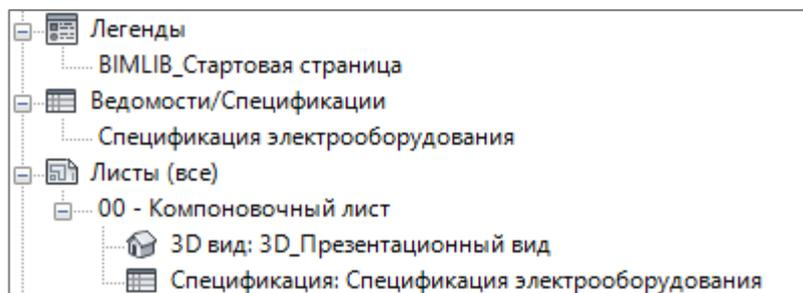 Легенды
BIMLIB_Стартовая страница
Ведомости/Спецификации
Спецификация электрооборудования
Листы (все)
00 - Компоновочный лист
3D вид: 3D_Презентационный вид
Спецификация: Спецификация электрооборудования